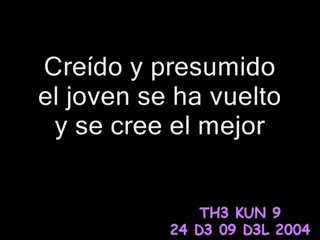 Creído y presumido
el joven se ha vuelto
y se cree el mejor
TH3 KUN 9
24 D3 09 D3L 2004